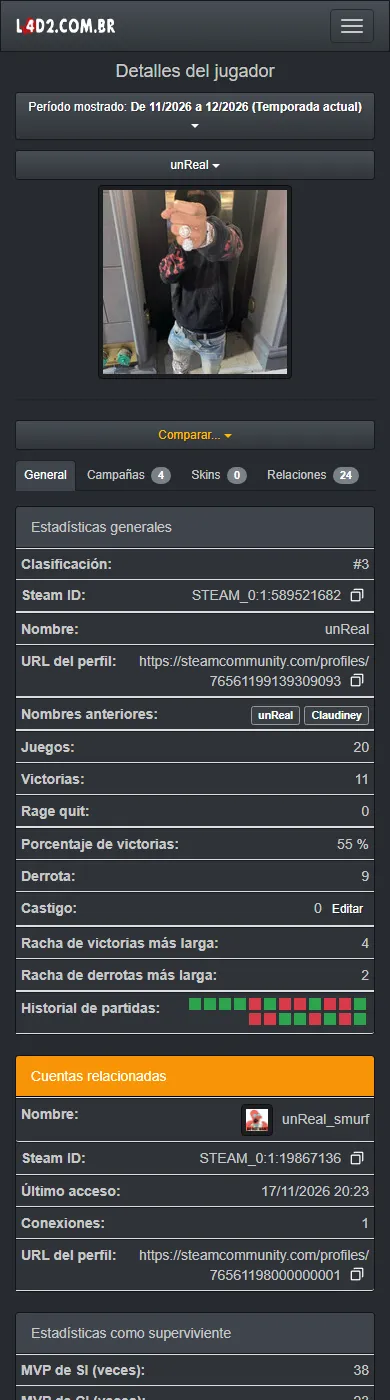 L4D2.COM.BR
Detalles del jugador
Período mostrado: De 11/2026 a 12/2026 (Temporada actual)
unReal
Comparar...
General Campañas 4 Skins 0 Relaciones 24
Estadísticas generales
Clasificación: #3
Steam ID: STEAM_0:1:589521682
Nombre: unReal
URL del perfil: https://steamcommunity.com/profiles/
76561199139309093
Nombres anteriores: unReal Claudiney
Juegos: 20
Victorias: 11
Rage quit: 0
Porcentaje de victorias: 55 %
Derrota: 9
Castigo: 0 Editar
Racha de victorias más larga: 4
Racha de derrotas más larga: 2
Historial de partidas:
Cuentas relacionadas
Nombre: unReal_smurf
Steam ID: STEAM_0:1:19867136
Último acceso: 17/11/2026 20:23
Conexiones: 1
URL del perfil: https://steamcommunity.com/profiles/
76561198000000001
Estadísticas como superviviente
MVP de SI (veces): 38
MVP de CI (veces): 23